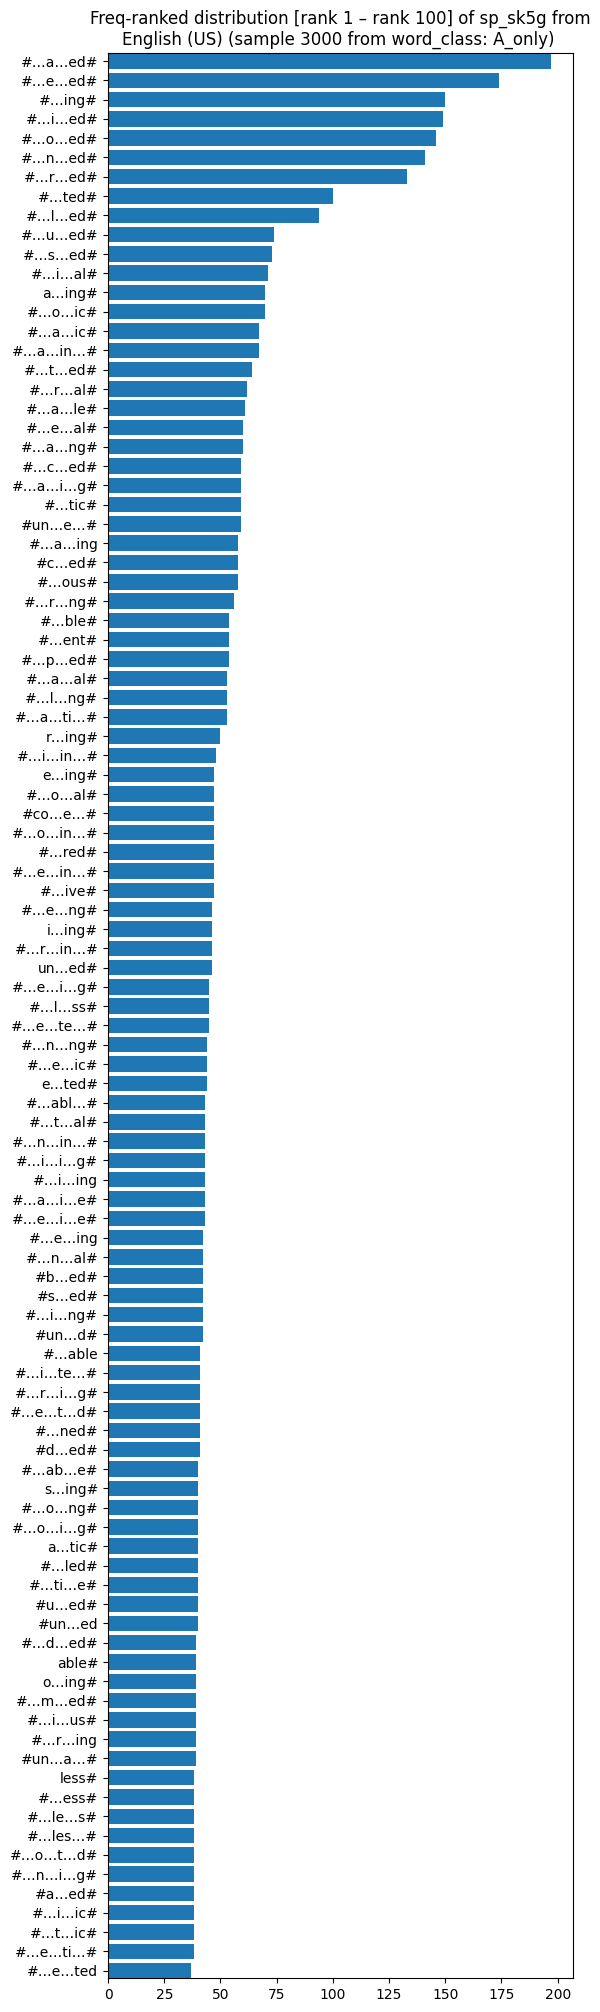 Freq-ranked distribution [rank 1 – rank 100] of sp_sk5g from
English (US) (sample 3000 from word_class: A_only)
#…a…ed#
#…e…ed#
#…ing#
#…i…ed#
#…o…ed#
#…n…ed#
#…r…ed#
#…ted#
#…l…ed#
#…u…ed#
#…s…ed#
#…i…al#
a…ing#
#…o…ic#
#…a…ic#
#…a…in…#
#…t…ed#
#…r…al#
#…a…le#
#…e…al#
#…a…ng#
#…c…ed#
#…a…i…g#
#…tic#
#un…e…#
#…a…ing
#c…ed#
#…ous#
#…r…ng#
#…ble#
#…ent#
#…p…ed#
#…a…al#
#…l…ng#
#…a…ti…#
r…ing#
#…i…in…#
e…ing#
#…o…al#
#co…e…#
#…o…in…#
#…red#
#…e…in…#
#…ive#
#…e…ng#
i…ing#
#…r…in…#
un…ed#
#…e…i…g#
#…l…ss#
#…e…te…#
#…n…ng#
#…e…ic#
e…ted#
#…abl…#
#…t…al#
#…n…in…#
#…i…i…g#
#…i…ing
#…a…i…e#
#…e…i…e#
#…e…ing
#…n…al#
#b…ed#
#s…ed#
#…i…ng#
#un…d#
#…able
#…i…te…#
#…r…i…g#
#…e…t…d#
#…ned#
#d…ed#
#…ab…e#
s…ing#
#…o…ng#
#…o…i…g#
a…tic#
#…led#
#…ti…e#
#u…ed#
#un…ed
#…d…ed#
able#
o…ing#
#…m…ed#
#…i…us#
#…r…ing
#un…a…#
less#
#…ess#
#…le…s#
#…les…#
#…o…t…d#
#…n…i…g#
#a…ed#
#…i…ic#
#…t…ic#
#…e…ti…#
#…e…ted
0 25 50 75 100 125 150 175 200